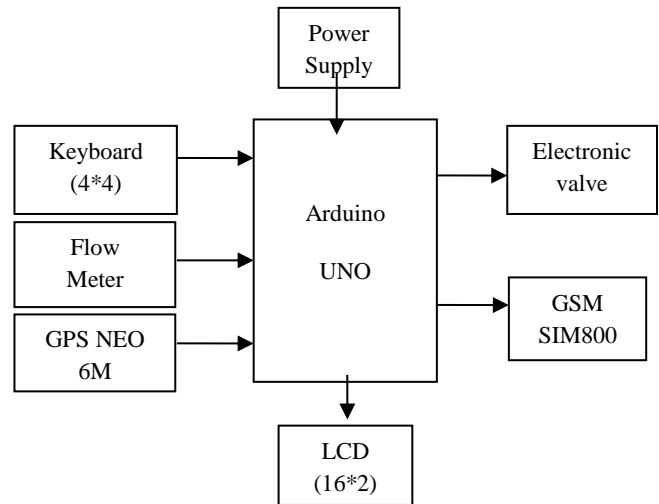 Power
Supply
Keyboard
(4*4)
Flow
Meter
GPS NEO
6M
Arduino
UNO
Electronic
valve
GSM
SIM800
LCD
(16*2)